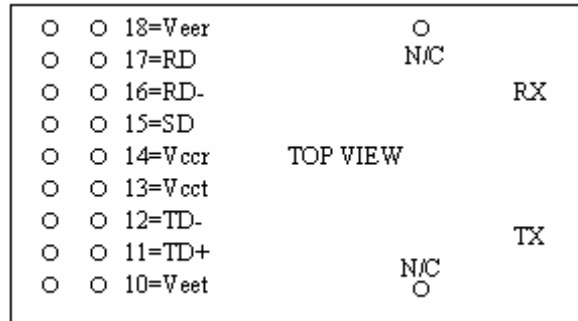 18=Veer
N/C
17=RD
16=RD-
RX
15=SD
14=Vccr
TOP VIEW
13=Vcct
12=TD-
TX
11=TD+
N/C
10=Veet